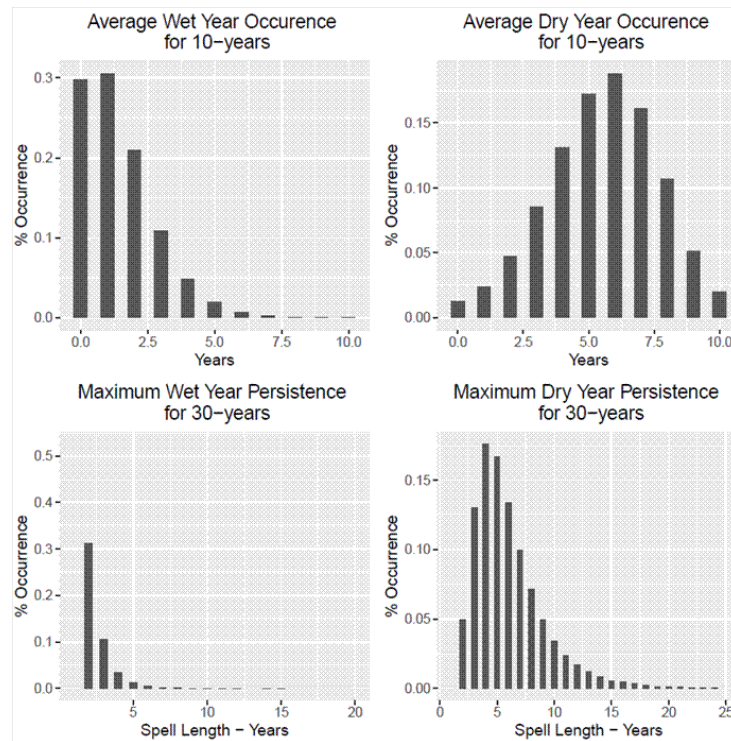 Average Wet Year Occurence
for 10-years
% Occurrence
0.3
0.2
0.1
0.0
0.0
2.5
5.0
7.5
10.0
Years
Average Dry Year Occurence
for 10-years
% Occurrence
0.15
0.10
0.05
0.00
0.0
2.5
5.0
7.5
10.0
Years
Maximum Wet Year Persistence
for 30-years
% Occurrence
0.5
0.4
0.3
0.2
0.1
0.0
5
10
15
20
Spell Length - Years
Maximum Dry Year Persistence
for 30-years
% Occurrence
0.15
0.10
0.05
0.00
0
5
10
15
20
25
Spell Length - Years